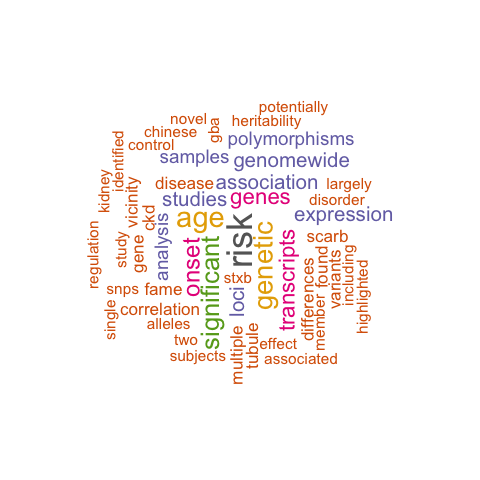 potentially
novel
heritability
gba
chinese
control
polymorphisms
identified
samples
genomewide
kidney
disease
association
largely
vicinity
studies
genes
disorder
ckd
age
risk
expression
regulation
study
gene
analysis
onset
significant
genetic
transcripts
scarb
differences
found
variants
including
stxb
loci
snps
fame
member
highlighted
single
correlation
alleles
two
multiple
tubule
effect
subjects
associated